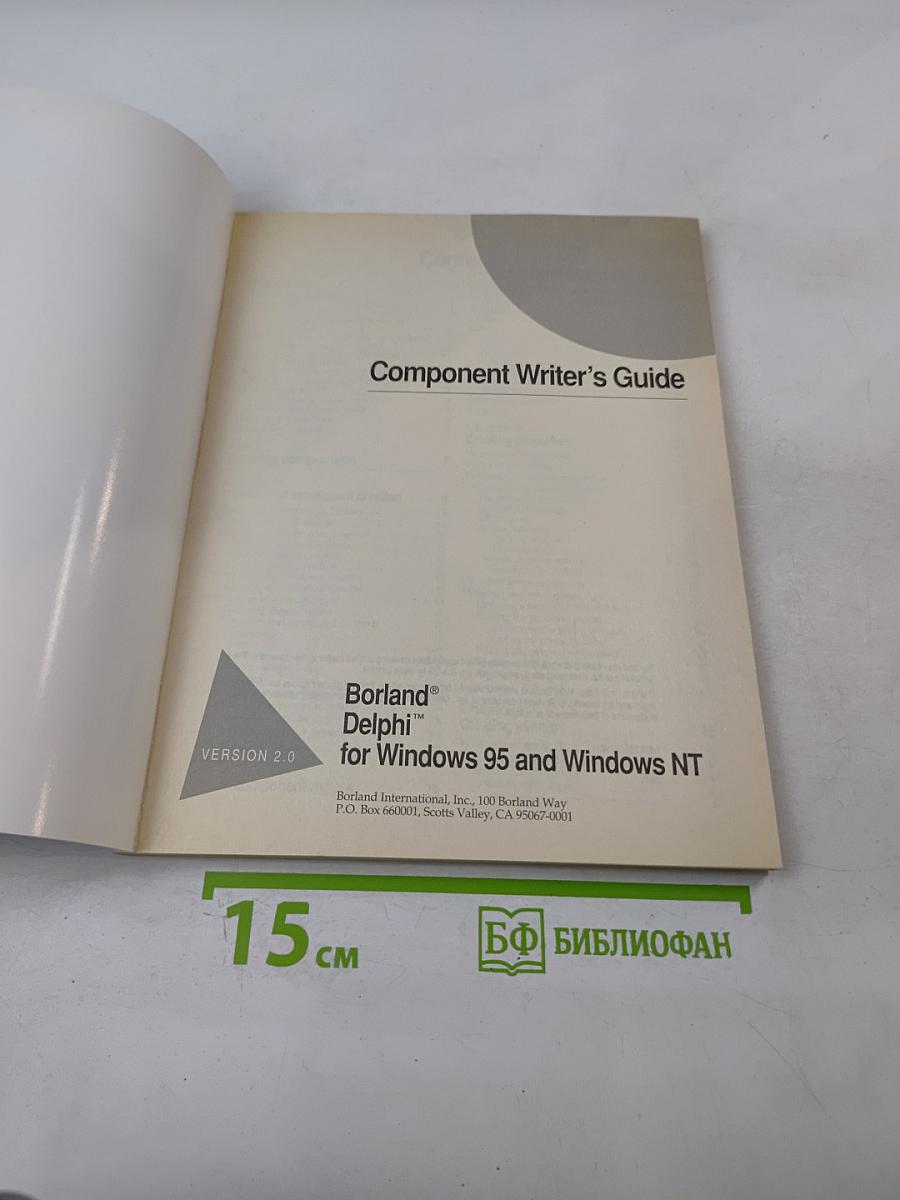 Component Writer's Guide
VERSION 2.0
Borland®
Delphi™
for Windows 95 and Windows NT
Borland International, Inc., 100 Borland Way
P.O. Box 660001, Scotts Valley, CA 95067-0001
15 см
БФ БИБЛИОФАН